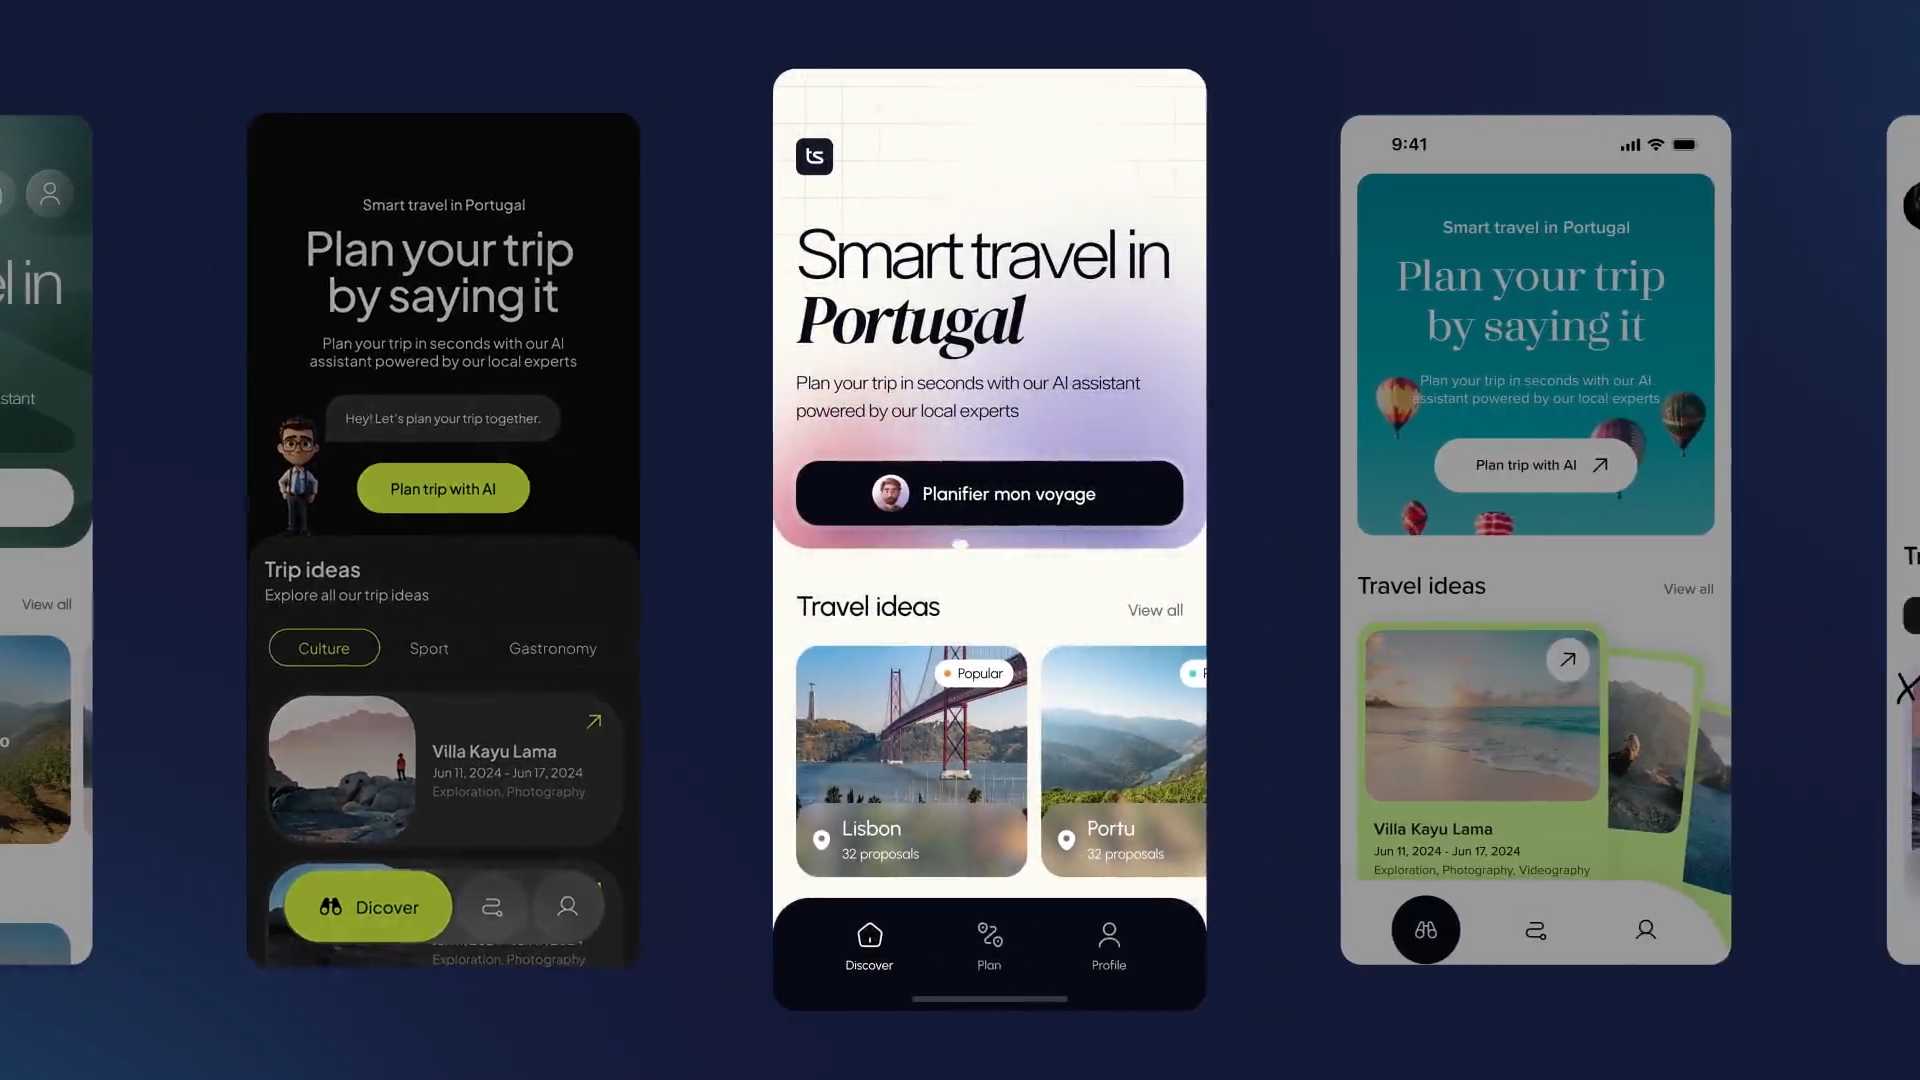 el in
stant
View all
o
Smart travel in Portugal
Plan your trip
by saying it
Plan your trip in seconds with our AI
assistant powered by our local experts
Hey! Let's plan your trip together.
Plan trip with AI
Trip ideas
Explore all our trip ideas
Culture
Sport
Gastronomy
Villa Kayu Lama
Jun 11, 2024 - Jun 17, 2024
Exploration, Photography
Dicover
Exploration, Photography
ts
Smart travel in
Portugal
Plan your trip in seconds with our AI assistant
powered by our local experts
Planifier mon voyage
Travel ideas
View all
Popular
Lisbon
32 proposals
Portu
32 proposals
Discover
Plan
Profile
9:41
Smart travel in Portugal
Plan your trip
by saying it
Plan your trip in seconds with our AI
assistant powered by our local experts
Plan trip with AI
Travel ideas
View all
Villa Kayu Lama
Jun 11, 2024 - Jun 17, 2024
Exploration, Photography, Videography